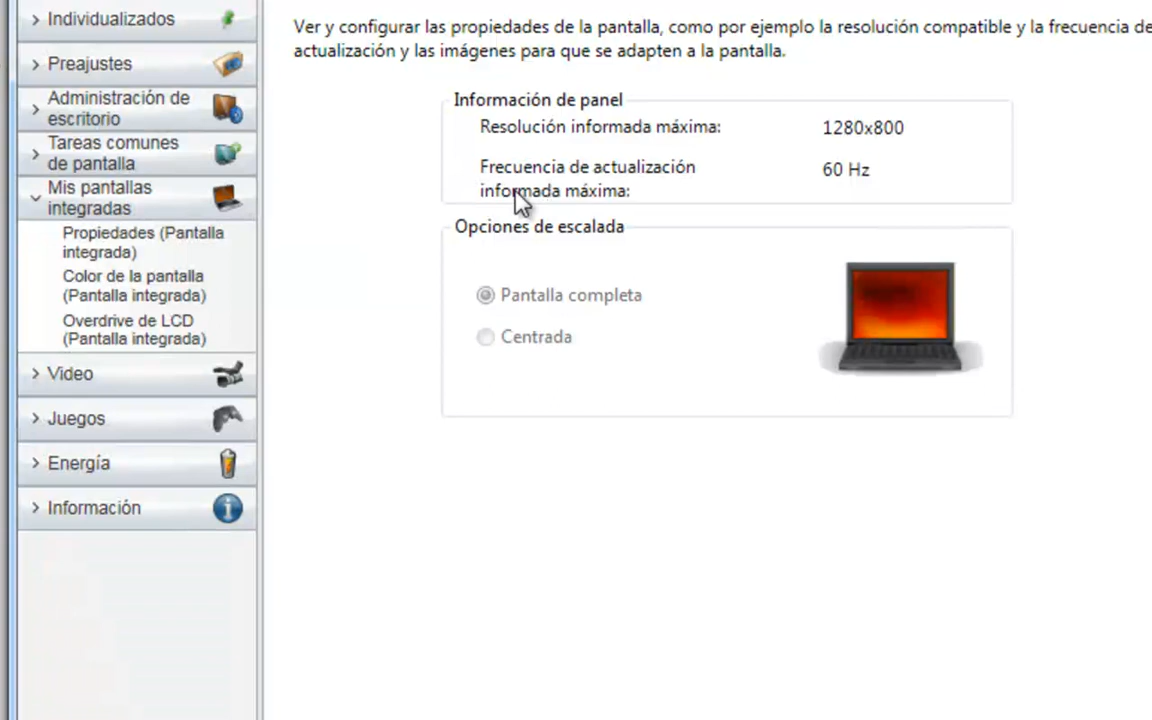 Individualizados
Preajustes
Administración de
escritorio
Tareas comunes
de pantalla
Mis pantallas
integradas
Propiedades (Pantalla
integrada)
Color de la pantalla
(Pantalla integrada)
Overdrive de LCD
(Pantalla integrada)
Video
Juegos
Energía
Información
Ver y configurar las propiedades de la pantalla, como por ejemplo la resolución compatible y la frecuencia de
actualización y las imágenes para que se adapten a la pantalla.
Información de panel
Resolución informada máxima: 1280x800
Frecuencia de actualización 60 Hz
informada máxima:
Opciones de escalada
Pantalla completa
Centrada